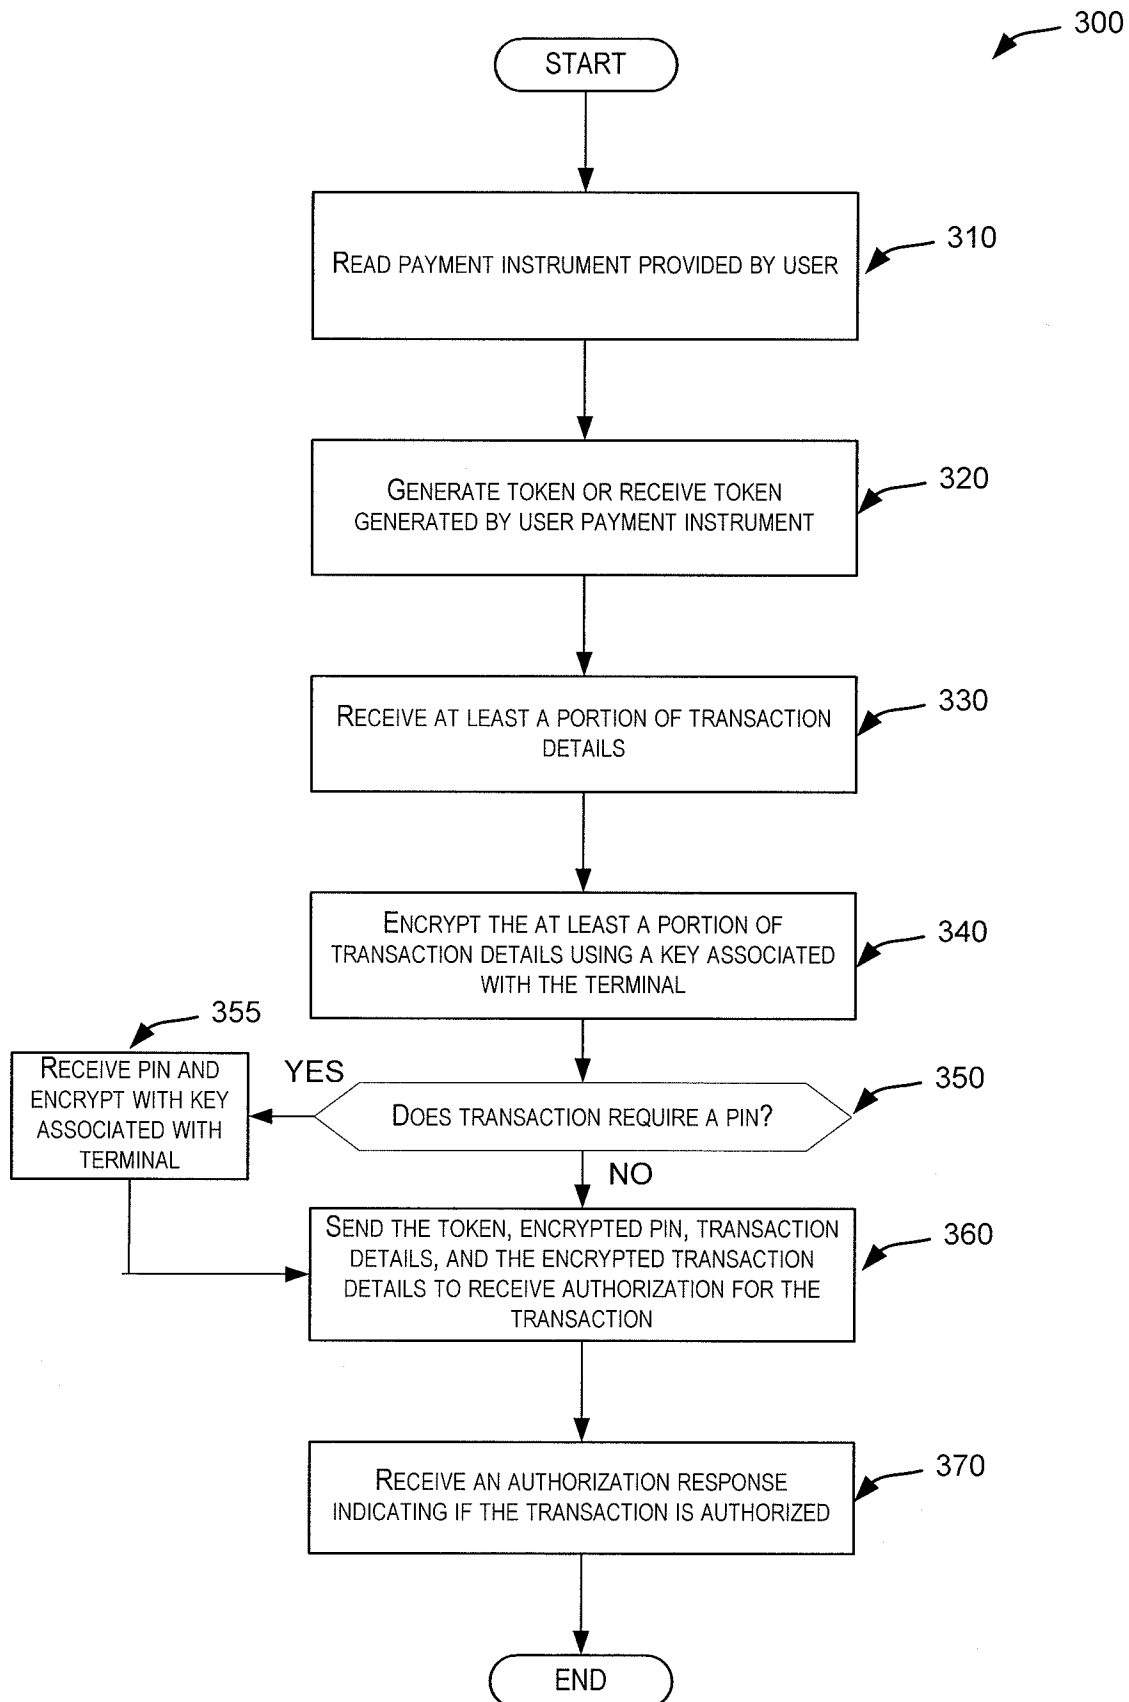 300
START
READ PAYMENT INSTRUMENT PROVIDED BY USER
310
GENERATE TOKEN OR RECEIVE TOKEN
GENERATED BY USER PAYMENT INSTRUMENT
320
RECEIVE AT LEAST A PORTION OF TRANSACTION
DETAILS
330
ENCRYPT THE AT LEAST A PORTION OF
TRANSACTION DETAILS USING A KEY ASSOCIATED
WITH THE TERMINAL
340
355
RECEIVE PIN AND
ENCRYPT WITH KEY
ASSOCIATED WITH
TERMINAL
YES
DOES TRANSACTION REQUIRE A PIN?
350
NO
SEND THE TOKEN, ENCRYPTED PIN, TRANSACTION
DETAILS, AND THE ENCRYPTED TRANSACTION
DETAILS TO RECEIVE AUTHORIZATION FOR THE
TRANSACTION
360
RECEIVE AN AUTHORIZATION RESPONSE
INDICATING IF THE TRANSACTION IS AUTHORIZED
370
END